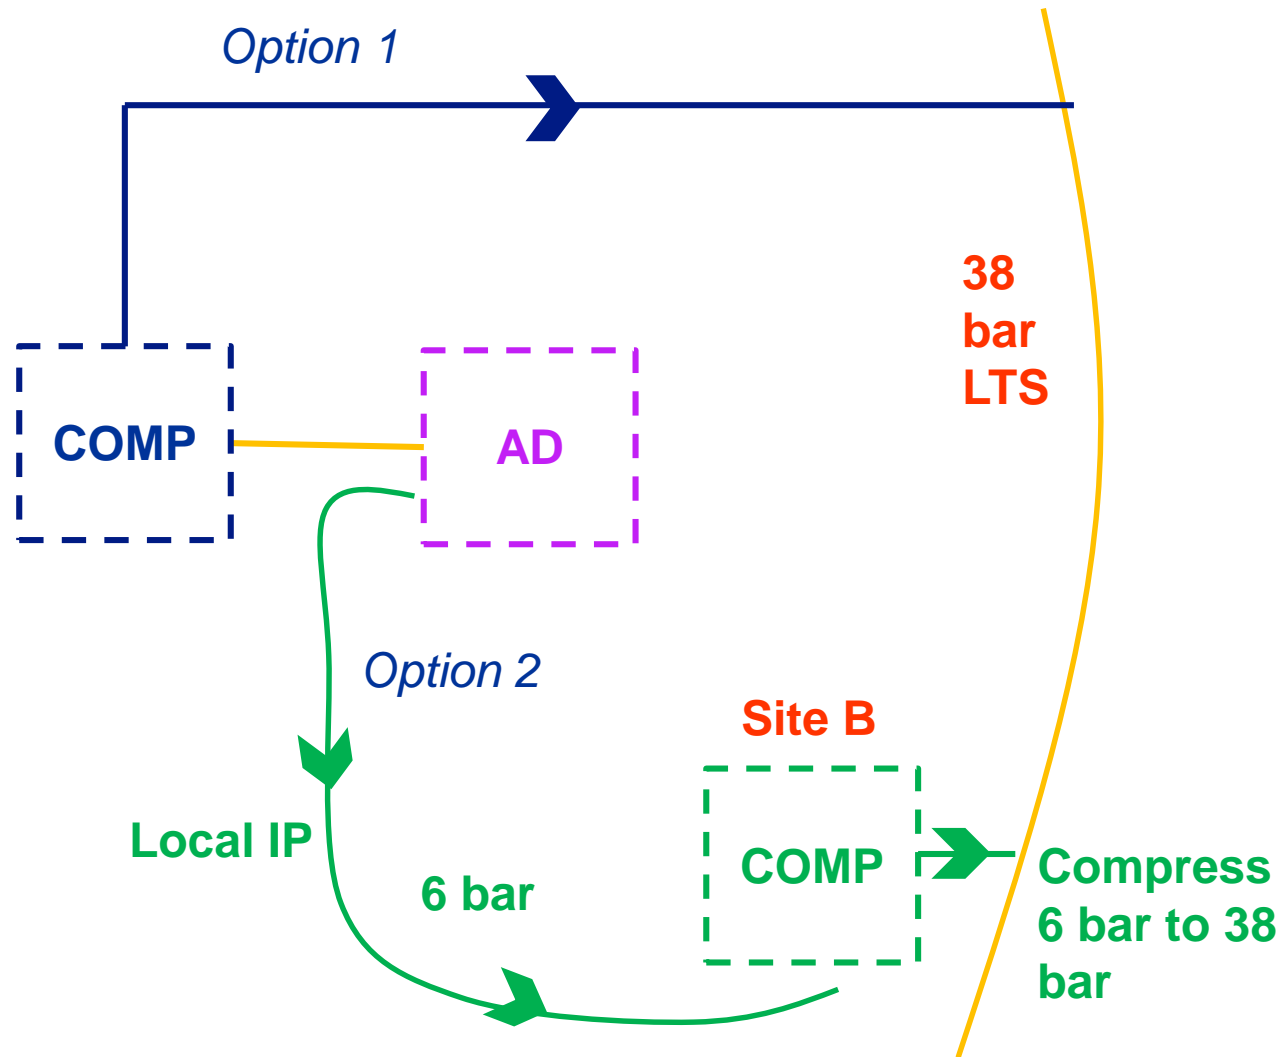 Option 1
38
bar
LTS
COMP
AD
Option 2
Site B
Local IP
6 bar
COMP
Compress
6 bar to 38
bar